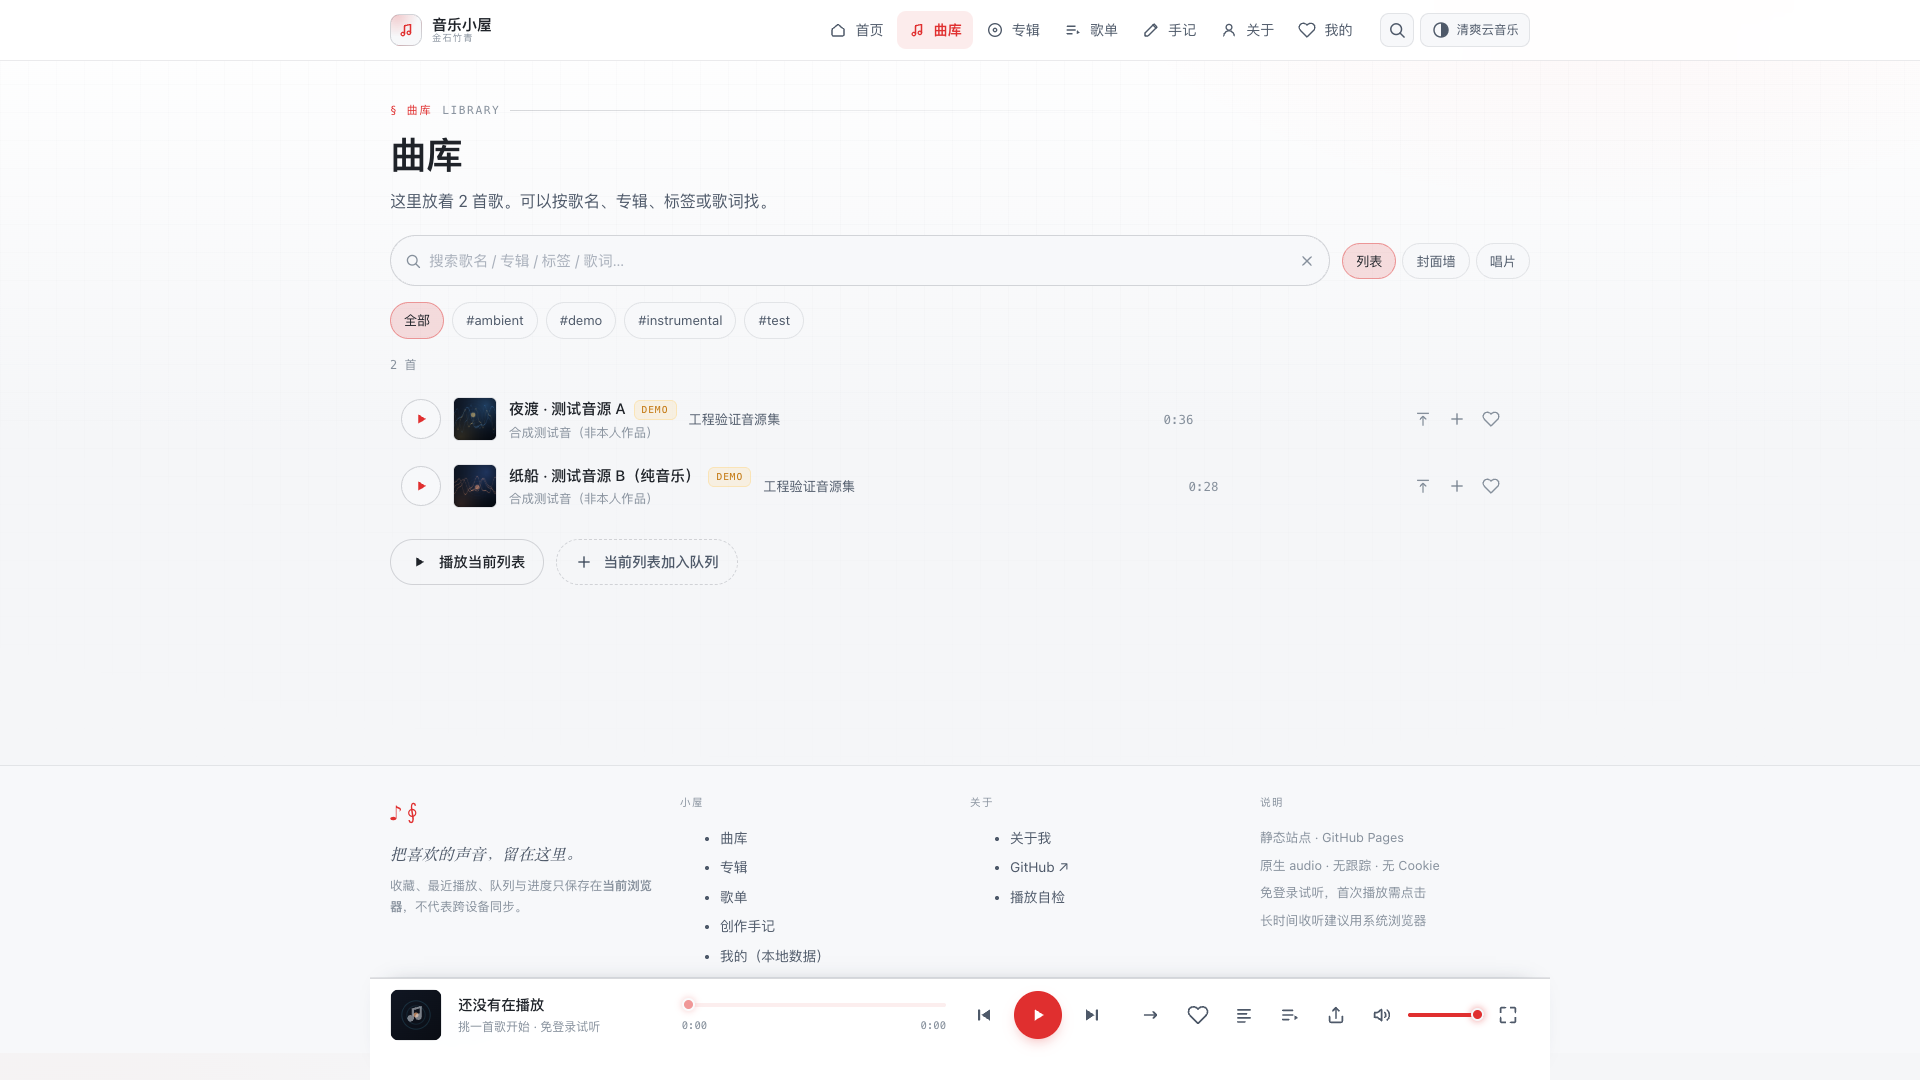 音乐小屋
金石竹青
首页
曲库
专辑
歌单
手记
关于
我的
清爽云音乐
§ 曲库 LIBRARY
曲库
这里放着 2 首歌。可以按歌名、专辑、标签或歌词找。
搜索歌名 / 专辑 / 标签 / 歌词...
列表
封面墙
唱片
全部
#ambient
#demo
#instrumental
#test
2 首
夜渡 · 测试音源 A DEMO
合成测试音（非本人作品）
工程验证音源集
0:36
纸船 · 测试音源 B（纯音乐） DEMO
合成测试音（非本人作品）
工程验证音源集
0:28
播放当前列表
当前列表加入队列
把喜欢的声音，留在这里。
收藏、最近播放、队列与进度只保存在当前浏览
器，不代表跨设备同步。
小屋
曲库
专辑
歌单
创作手记
我的（本地数据）
关于
关于我
GitHub ↗
播放自检
说明
静态站点 · GitHub Pages
原生 audio · 无跟踪 · 无 Cookie
免登录试听，首次播放需点击
长时间收听建议用系统浏览器
还没有在播放
挑一首歌开始 · 免登录试听
0:00
0:00